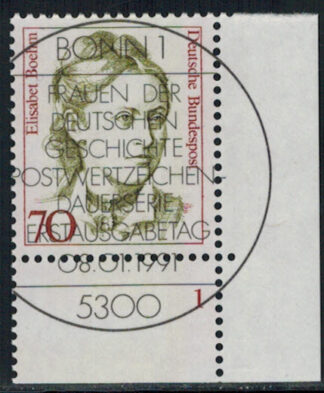 BONN 1
Elisabet Boehm
Deutsche Bundespost
FRAUEN DER
DEUTSCHEN
GESCHICHTE
POSTWERTZEICHEN-
DAUERSERIE
70
ERSTAUSGABETAG
08.01.1991
5300
1